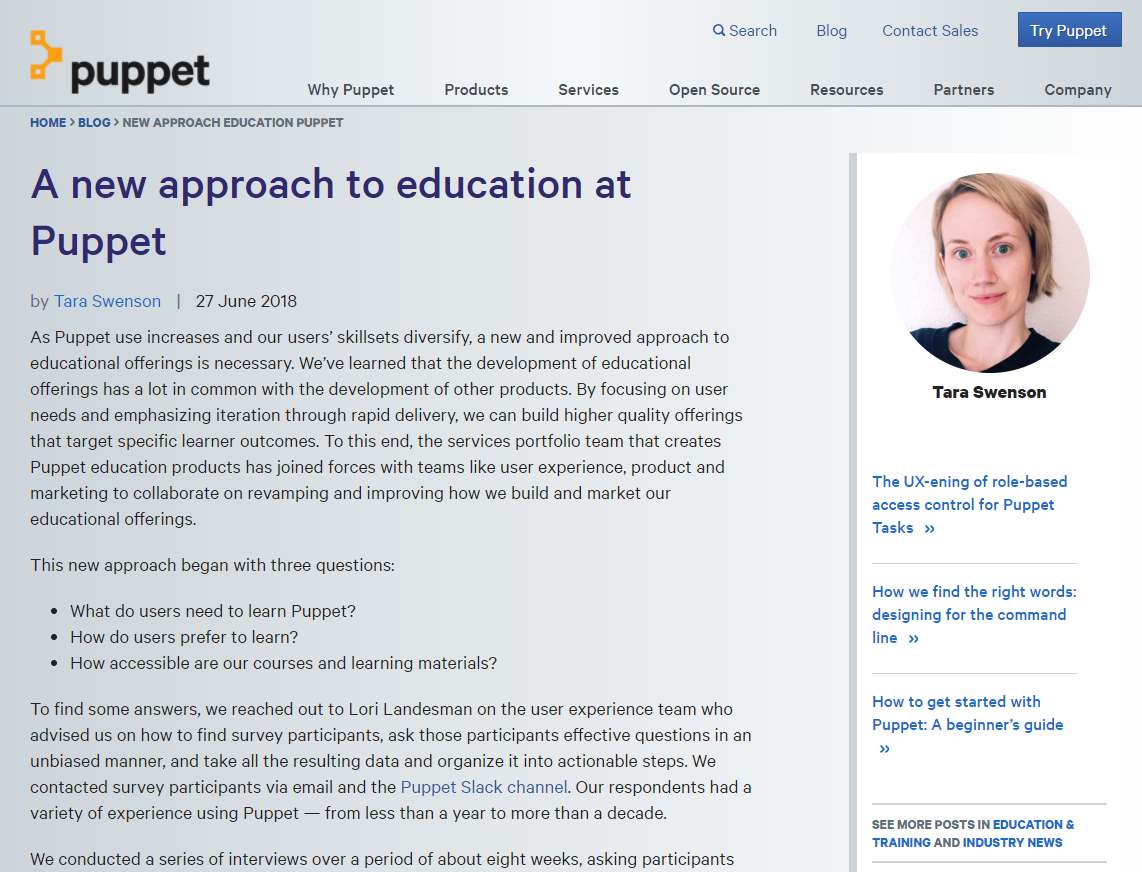 Search
Blog
Contact Sales
Try Puppet
puppet
Why Puppet
Products
Services
Open Source
Resources
Partners
Company
HOME > BLOG > NEW APPROACH EDUCATION PUPPET
A new approach to education at
Puppet
by Tara Swenson | 27 June 2018
As Puppet use increases and our users’ skillsets diversify, a new and improved approach to
educational offerings is necessary. We’ve learned that the development of educational
offerings has a lot in common with the development of other products. By focusing on user
needs and emphasizing iteration through rapid delivery, we can build higher quality offerings
that target specific learner outcomes. To this end, the services portfolio team that creates
Puppet education products has joined forces with teams like user experience, product and
marketing to collaborate on revamping and improving how we build and market our
educational offerings.
This new approach began with three questions:
• What do users need to learn Puppet?
• How do users prefer to learn?
• How accessible are our courses and learning materials?
To find some answers, we reached out to Lori Landesman on the user experience team who
advised us on how to find survey participants, ask those participants effective questions in an
unbiased manner, and take all the resulting data and organize it into actionable steps. We
contacted survey participants via email and the Puppet Slack channel. Our respondents had a
variety of experience using Puppet — from less than a year to more than a decade.
We conducted a series of interviews over a period of about eight weeks, asking participants
Tara Swenson
The UX-ening of role-based
access control for Puppet
Tasks »
How we find the right words:
designing for the command
line »
How to get started with
Puppet: A beginner’s guide
»
SEE MORE POSTS IN EDUCATION &
TRAINING AND INDUSTRY NEWS